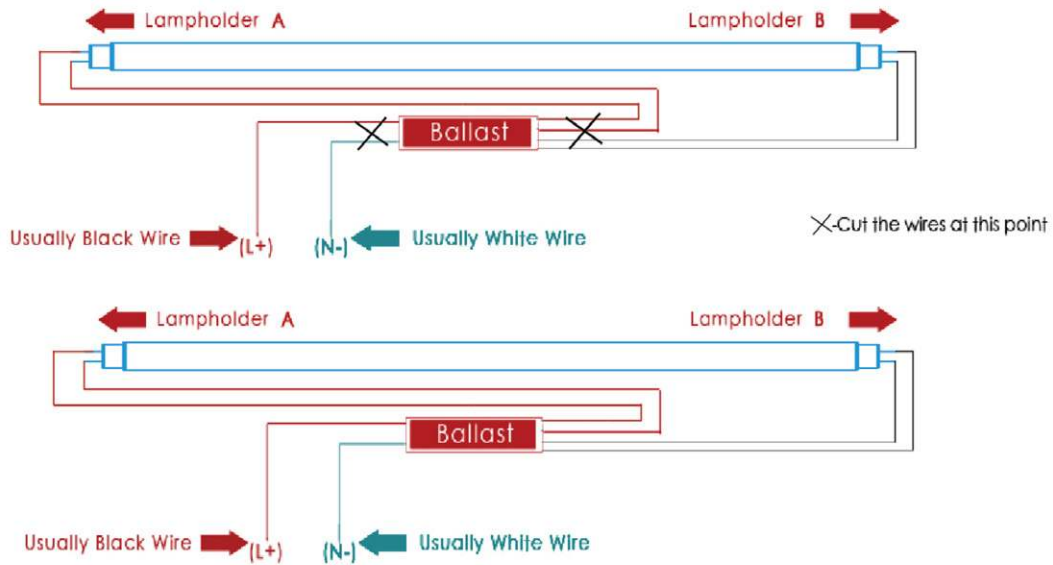 Lampholder A Lampholder B
Ballast
Usually Black Wire (L+) (N-) Usually White Wire
X-Cut the wires at this point
Lampholder A Lampholder B
Ballast
Usually Black Wire (L+) (N-) Usually White Wire